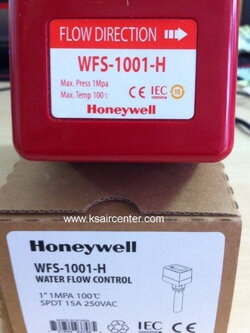 FLOW DIRECTION
WFS-1001-H
Max. Press 1Mpa
Max. Temp 100℃
CE IEC 10
Honeywell
www.ksaircenter.com
Honeywell
WFS-1001-H
WATER FLOW CONTROL
1" 1MPA 100℃
SPDT 15A 250VAC